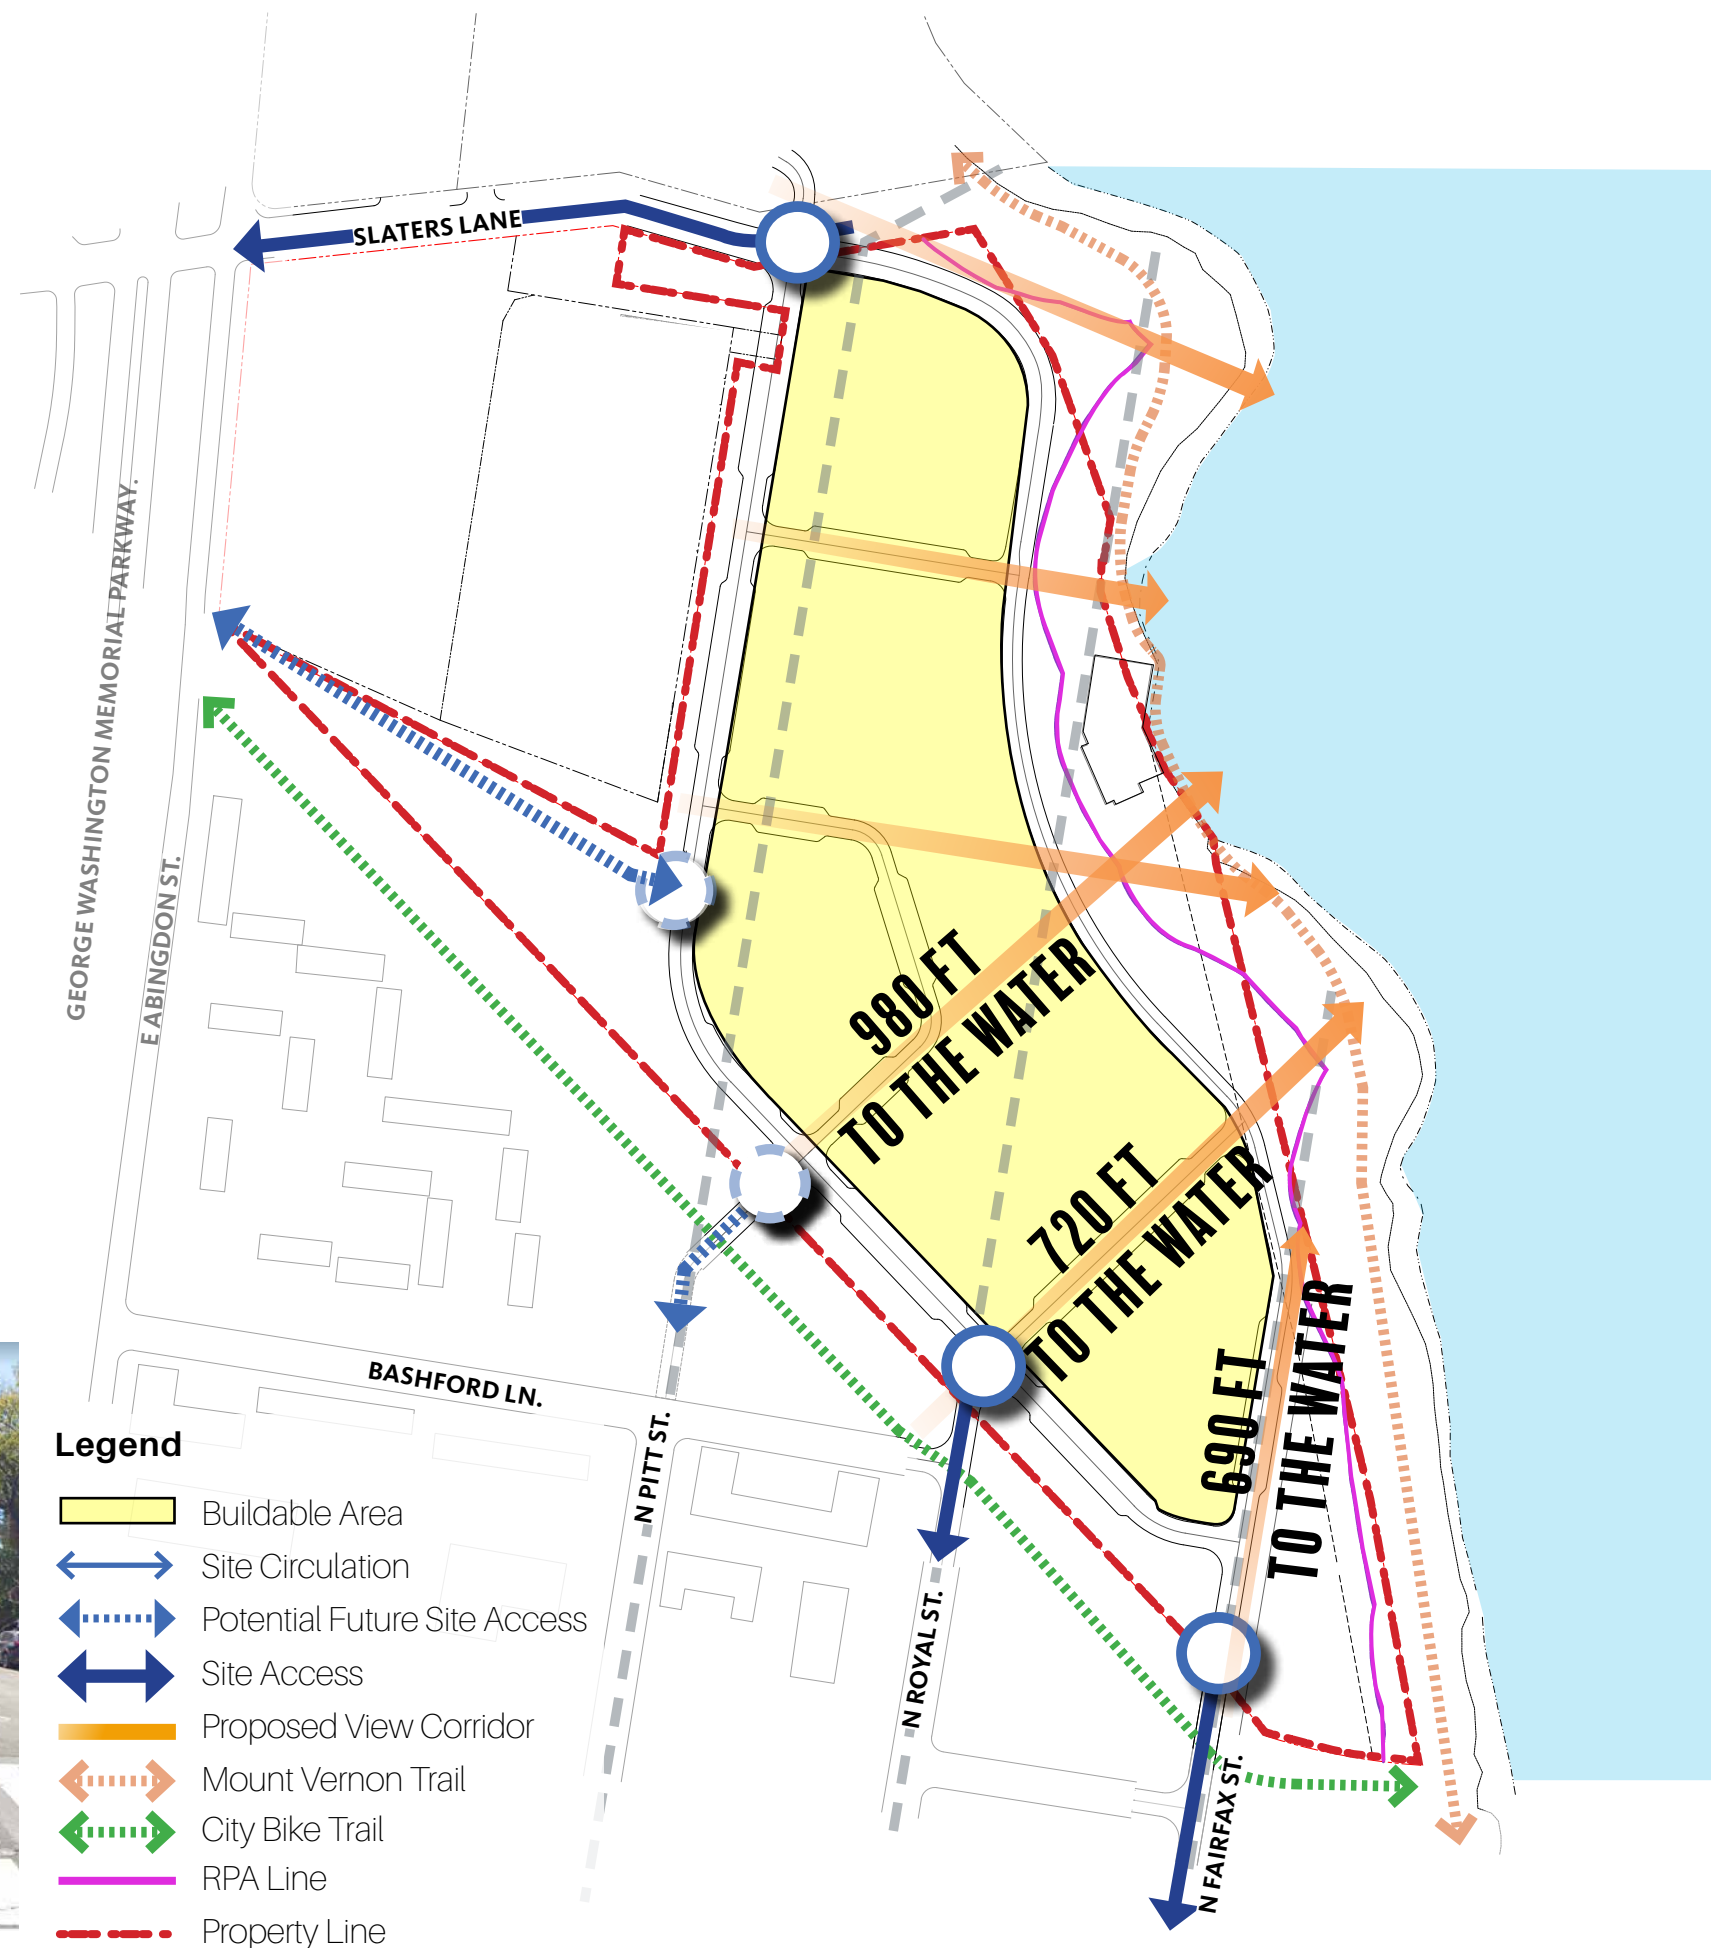 SLATERS LANE
GEORGE WASHINGTON MEMORIAL PARKWAY.
E ABINGDON ST.
980 FT
TO THE WATER
720 FT
TO THE WATER
690 FT
TO THE WATER
BASHFORD LN.
N PITT ST.
N ROYAL ST.
N FAIRFAX ST.
Legend
Buildable Area
Site Circulation
Potential Future Site Access
Site Access
Proposed View Corridor
Mount Vernon Trail
City Bike Trail
RPA Line
Property Line